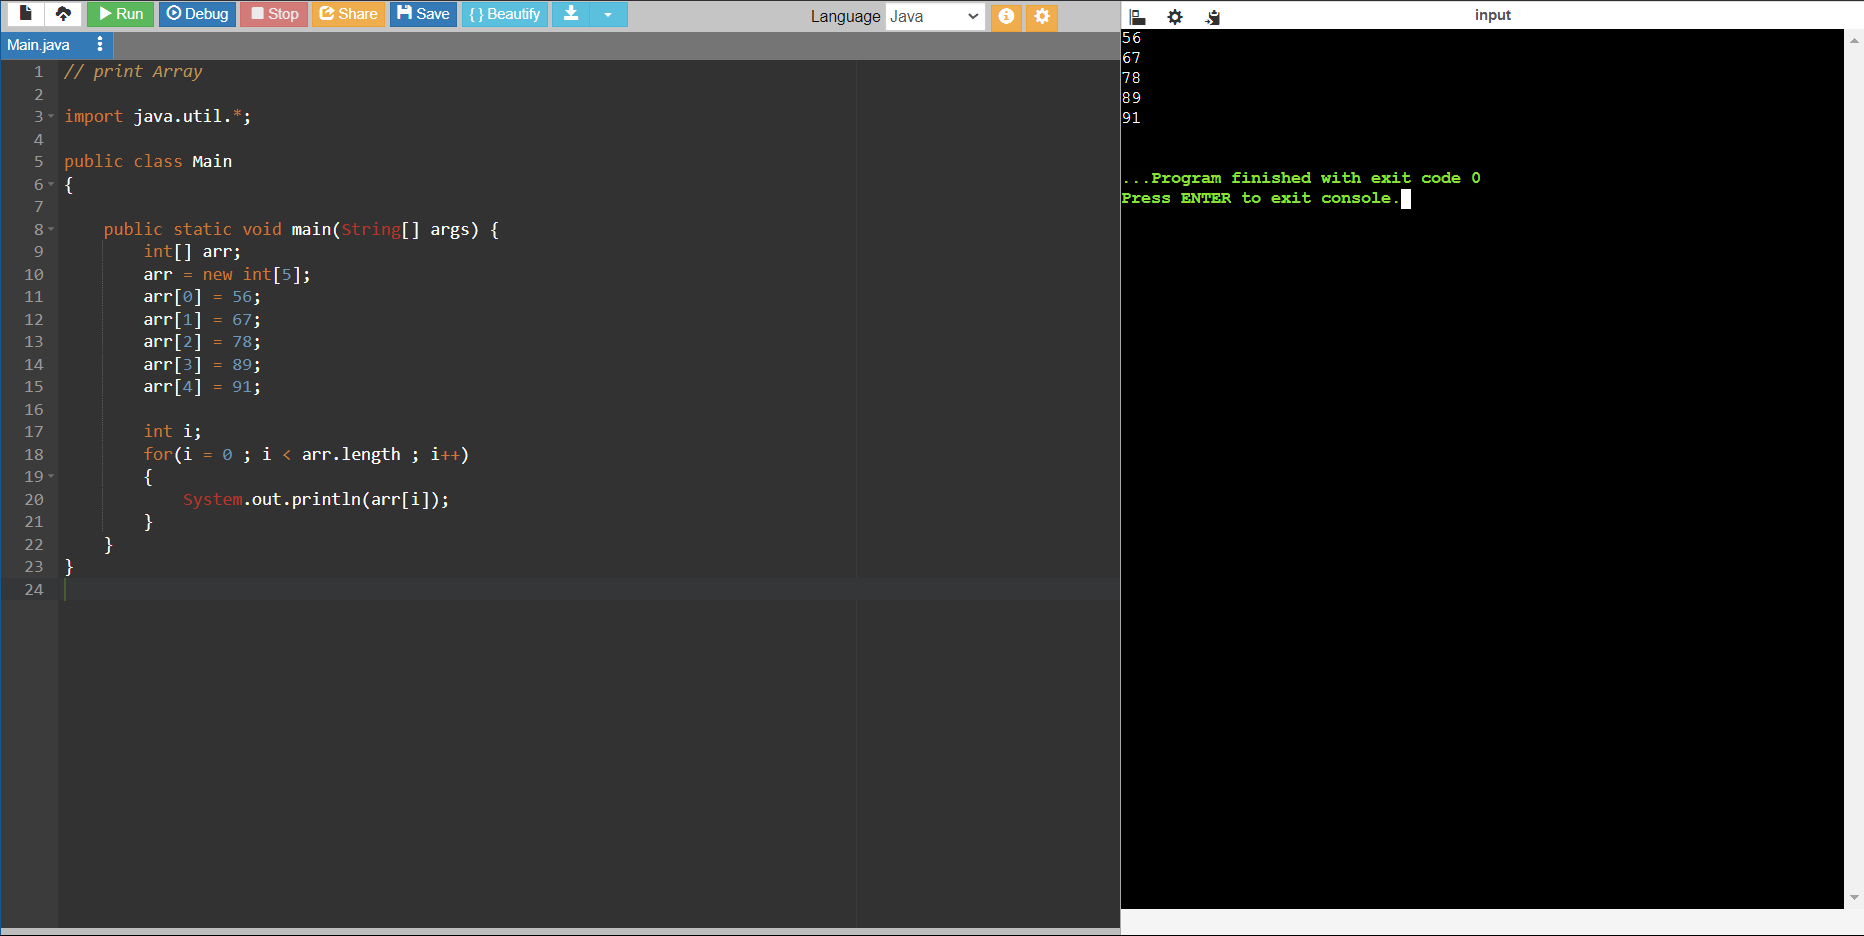 Run Debug Stop Share Save { } Beautify
Language Java
Main.java
1 // print Array
2
3 import java.util.*;
4
5 public class Main
6 {
7
8     public static void main(String[] args) {
9         int[] arr;
10         arr = new int[5];
11         arr[0] = 56;
12         arr[1] = 67;
13         arr[2] = 78;
14         arr[3] = 89;
15         arr[4] = 91;
16
17         int i;
18         for(i = 0 ; i < arr.length ; i++)
19         {
20             System.out.println(arr[i]);
21         }
22     }
23 }
24
input
56
67
78
89
91
...Program finished with exit code 0
Press ENTER to exit console.